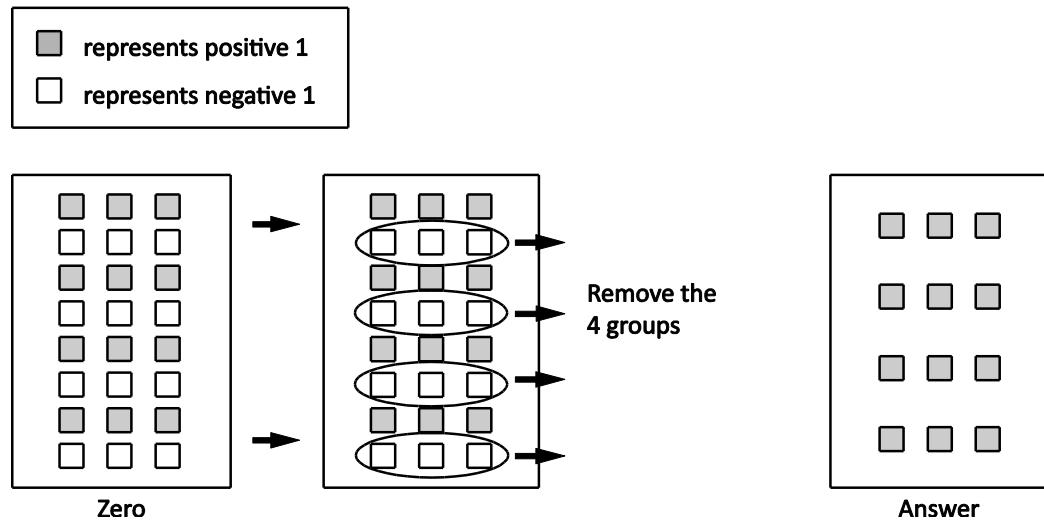 represents positive 1
represents negative 1
Remove the
4 groups
Zero
Answer